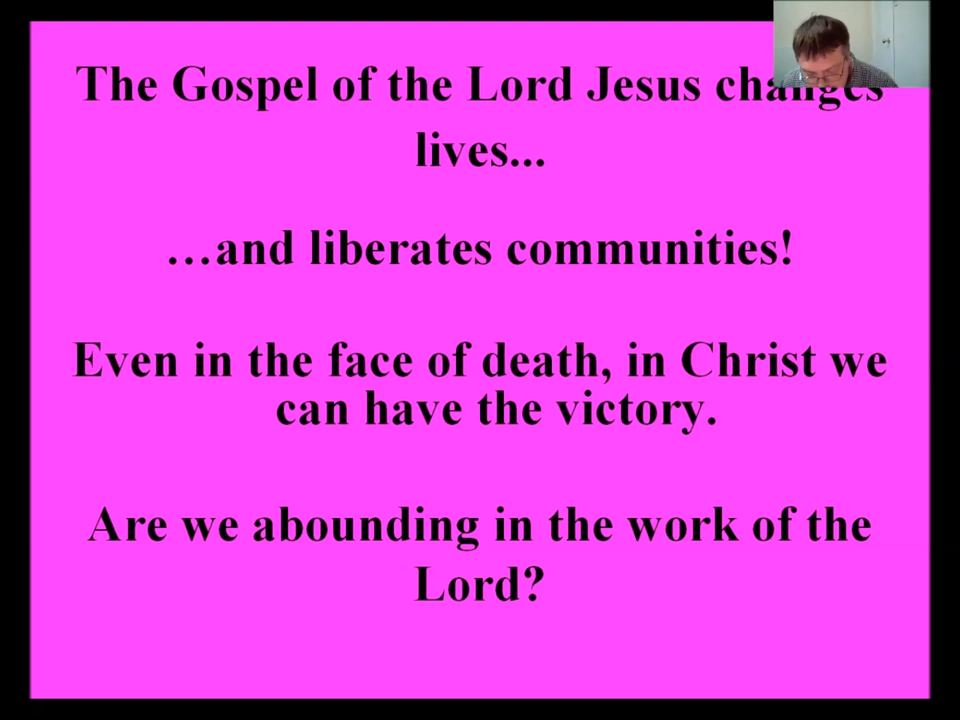 The Gospel of the Lord Jesus changes
lives...
…and liberates communities!
Even in the face of death, in Christ we
can have the victory.
Are we abounding in the work of the
Lord?